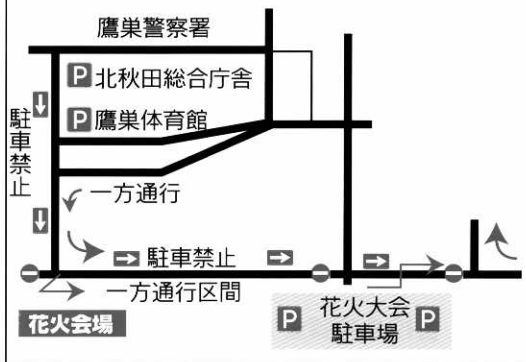 鷹巣警察署
P 北秋田総合庁舎
P 鷹巣体育館
駐車禁止
一方通行
駐車禁止
一方通行区間
花火会場
P 花火大会 P
駐車場